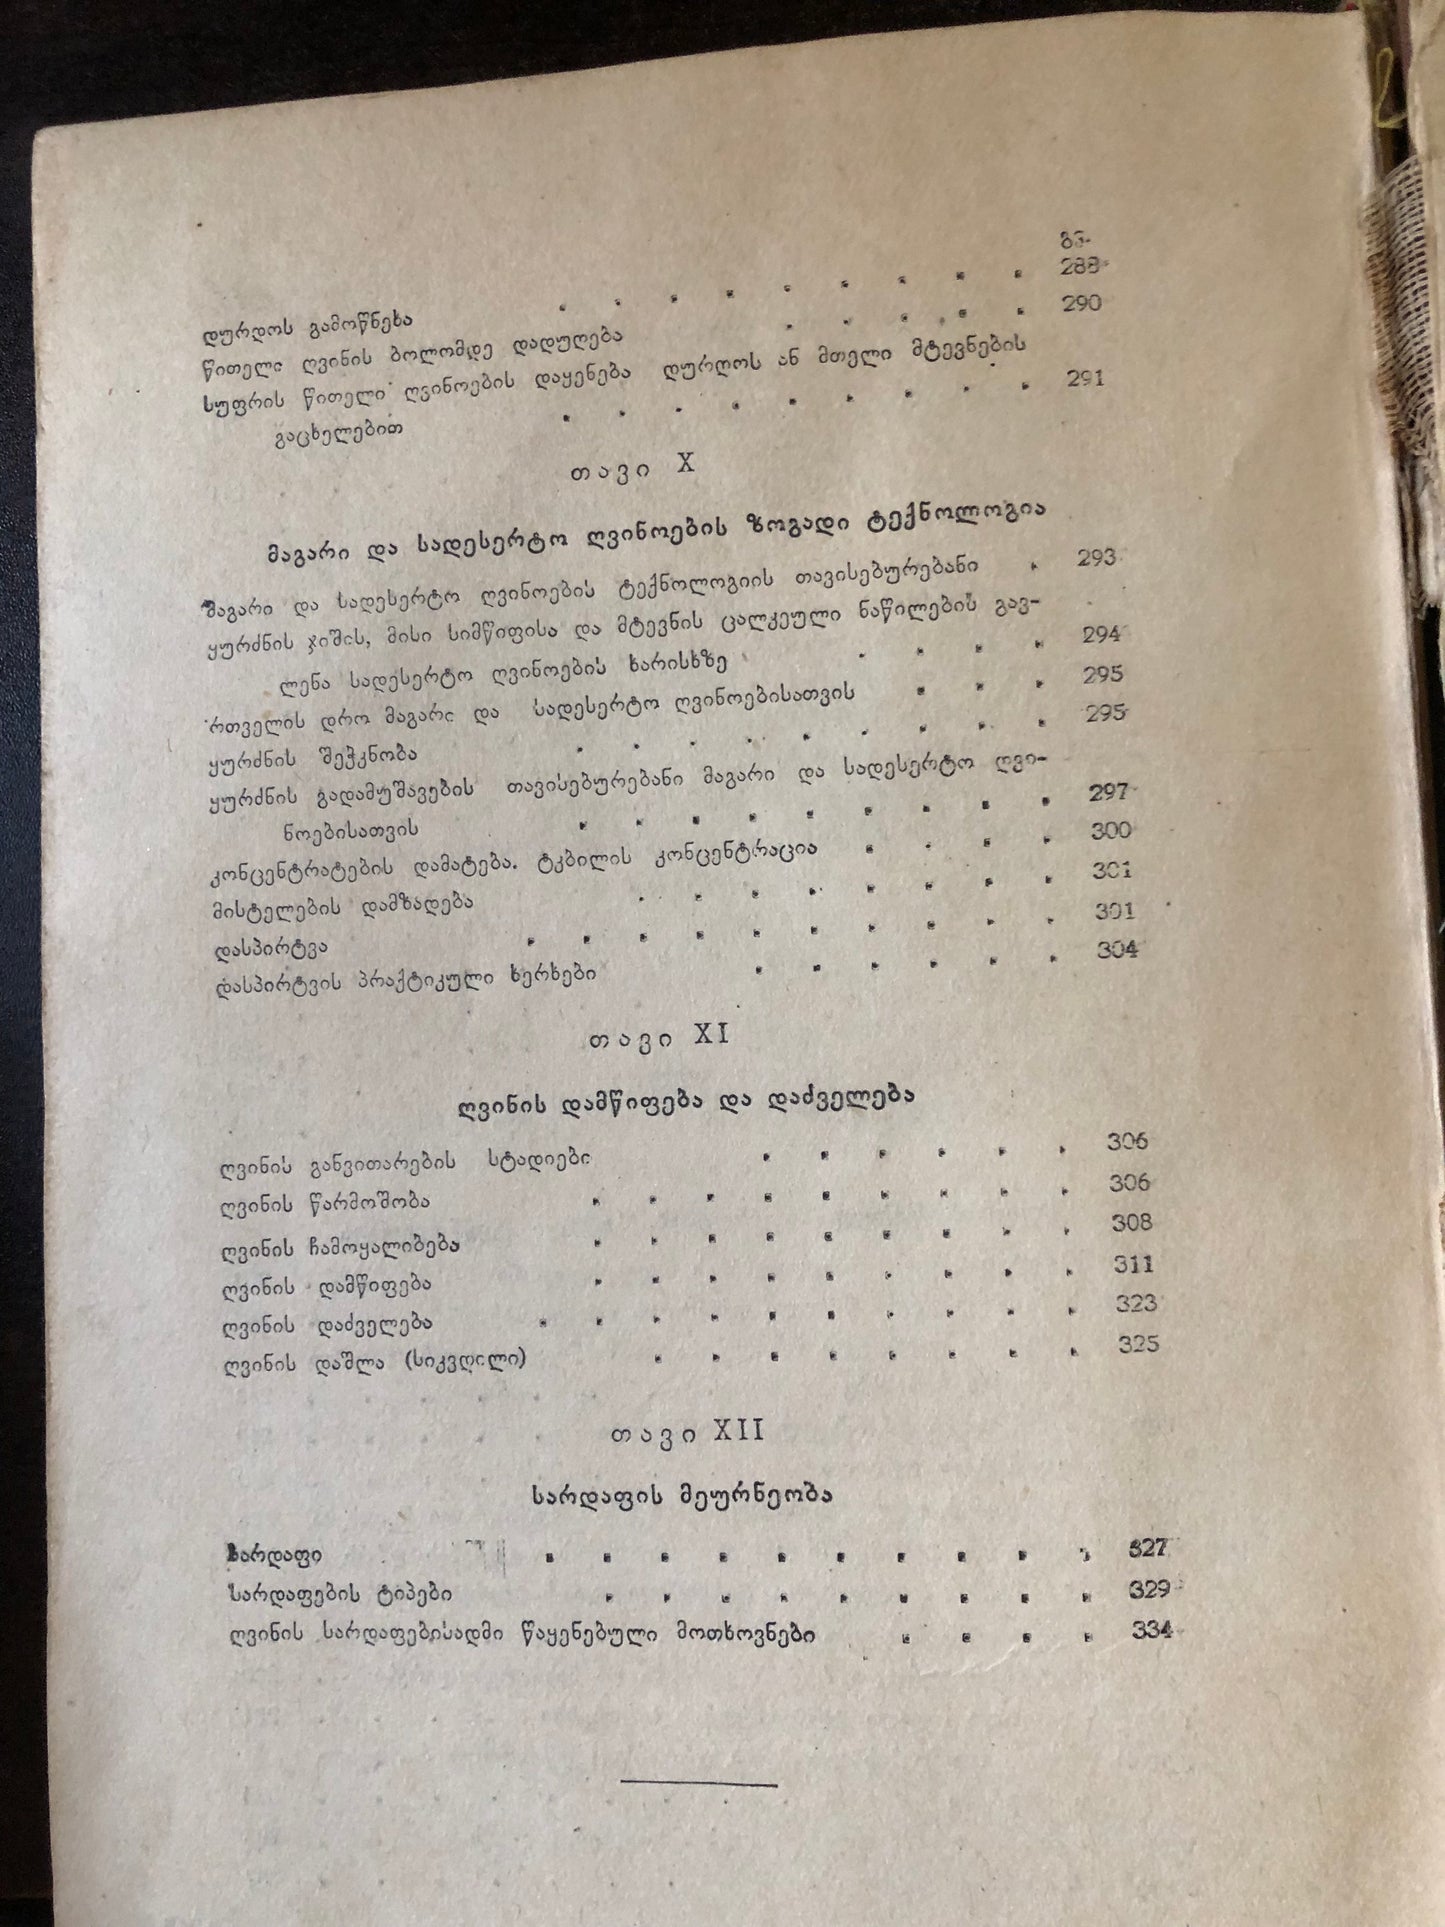 გვ.
დურდოს გამოწნეხა . . . . . . . . . 288
წითელი ღვინის ბოლომდე დადუღება . . . . . 290
სუფრის წითელი ღვინოების დაყენება დურდოს ან მთელი მტევნების
გაცხელებით . . . . . . . . . 291
თავი X
მაგარი და სადესერტო ღვინოების ზოგადი ტექნოლოგია
მაგარი და სადესერტო ღვინოების ტექნოლოგიის თავისებურებანი . 293
ყურძნის ჯიშის, მისი სიმწიფისა და მტევნის ცალკეული ნაწილების გავ-
ლენა სადესერტო ღვინოების ხარისხზე . . . . 294
რთველის დრო მაგარი და სადესერტო ღვინოებისათვის . . . 295
ყურძნის შეჭკნობა . . . . . . . . . 295
ყურძნის გადამუშავების თავისებურებანი მაგარი და სადესერტო ღვი-
ნოებისათვის . . . . . . . . . 297
კონცენტრატების დამატება. ტკბილის კონცენტრაცია . . . . 300
მისტელების დამზადება . . . . . . . . 301
დასპირტვა . . . . . . . . . . 301
დასპირტვის პრაქტიკული ხერხები . . . . . . 304
თავი XI
ღვინის დამწიფება და დაძველება
ღვინის განვითარების სტადიები . . . . . . 306
ღვინის წარმოშობა . . . . . . . . . 306
ღვინის ჩამოყალიბება . . . . . . . . . 308
ღვინის დამწიფება . . . . . . . . . 311
ღვინის დაძველება . . . . . . . . . . 323
ღვინის დაშლა (სიკვდილი) . . . . . . . . 325
თავი XII
სარდაფის მეურნეობა
სარდაფი . . . . . . . . . . 327
სარდაფების ტიპები . . . . . . . . . 329
ღვინის სარდაფებისადმი წაყენებული მოთხოვნები . . . . 334